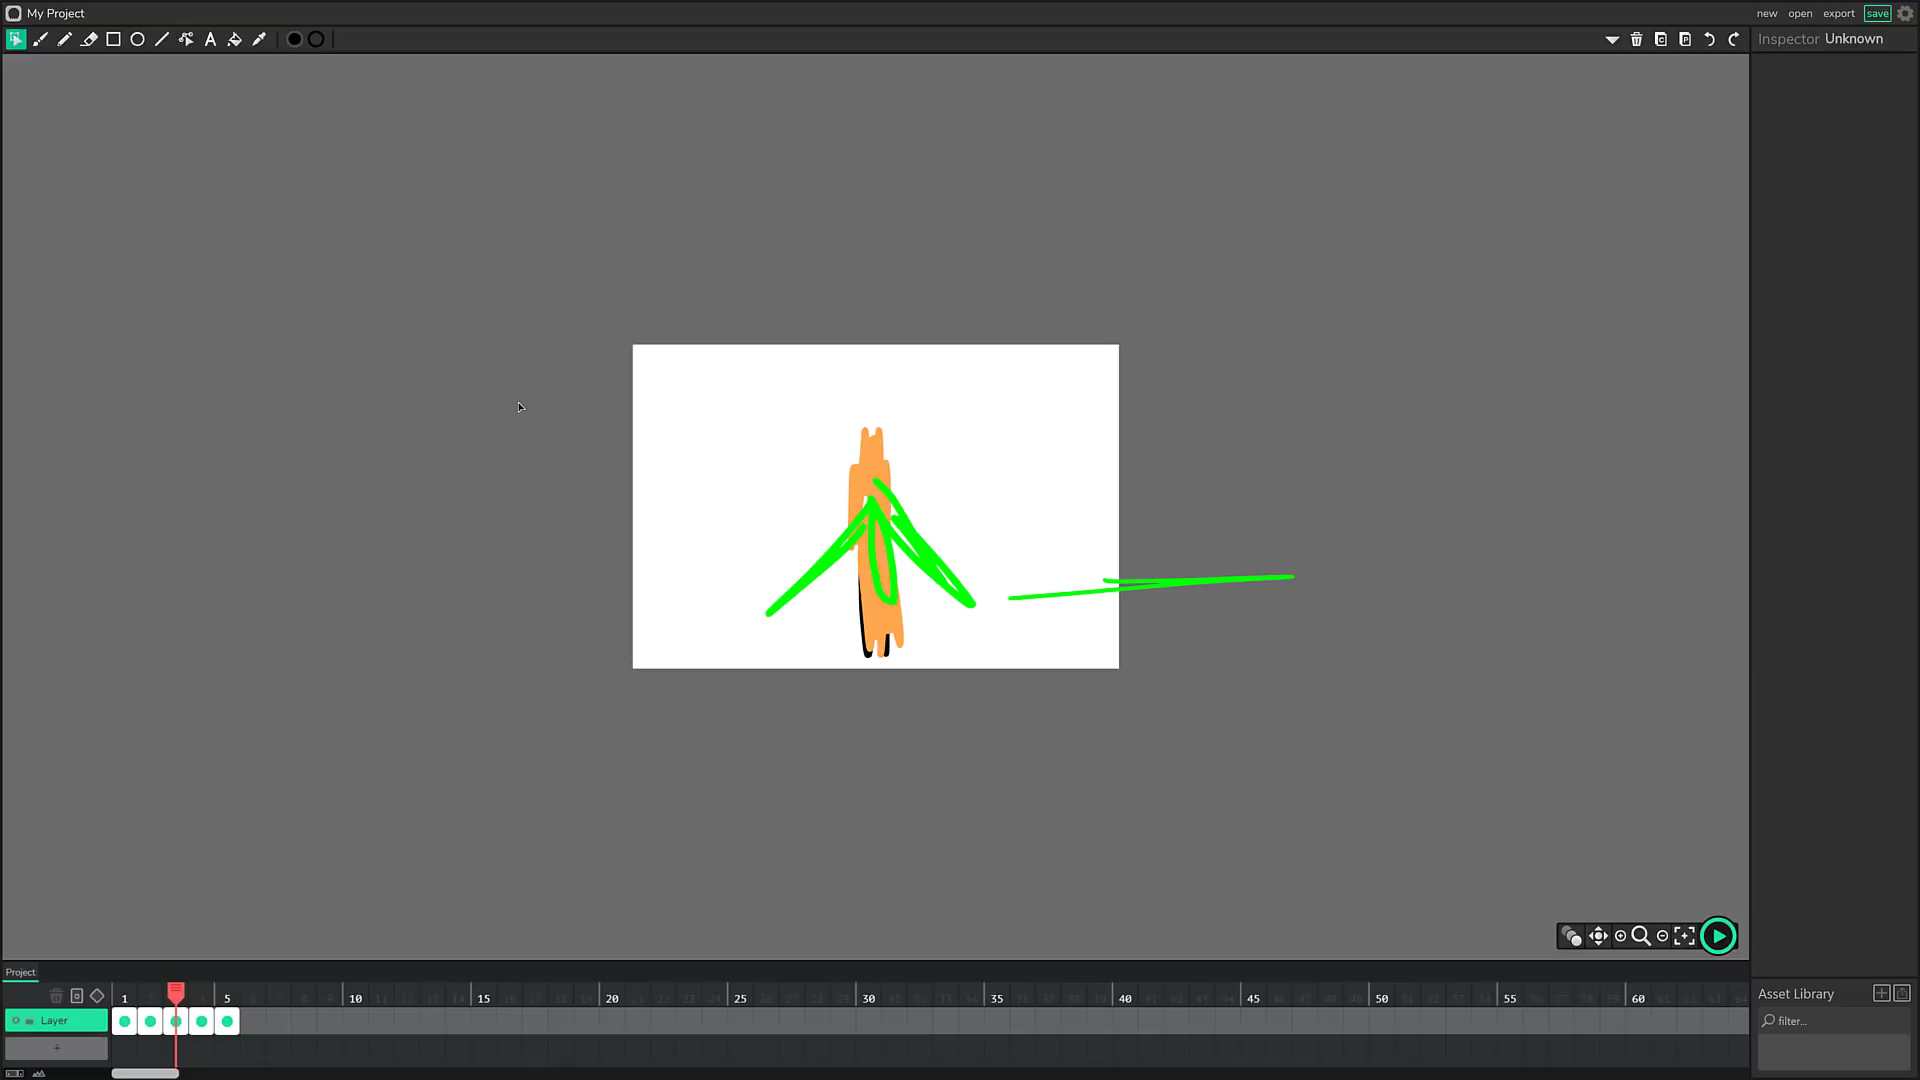 My Project
new open export save
Inspector Unknown
Project
1 5 10 15 20 25 30 35 40 45 50 55 60
Layer
+
Asset Library
filter...